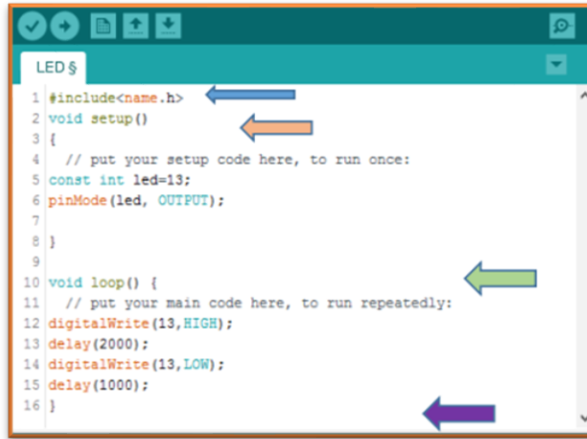 LED §
1 #include<name.h>
2 void setup()
3 {
4 // put your setup code here, to run once:
5 const int led=13;
6 pinMode(led, OUTPUT);
7
8 }
9
10 void loop() {
11 // put your main code here, to run repeatedly:
12 digitalWrite(13,HIGH);
13 delay(2000);
14 digitalWrite(13,LOW);
15 delay(1000);
16 }